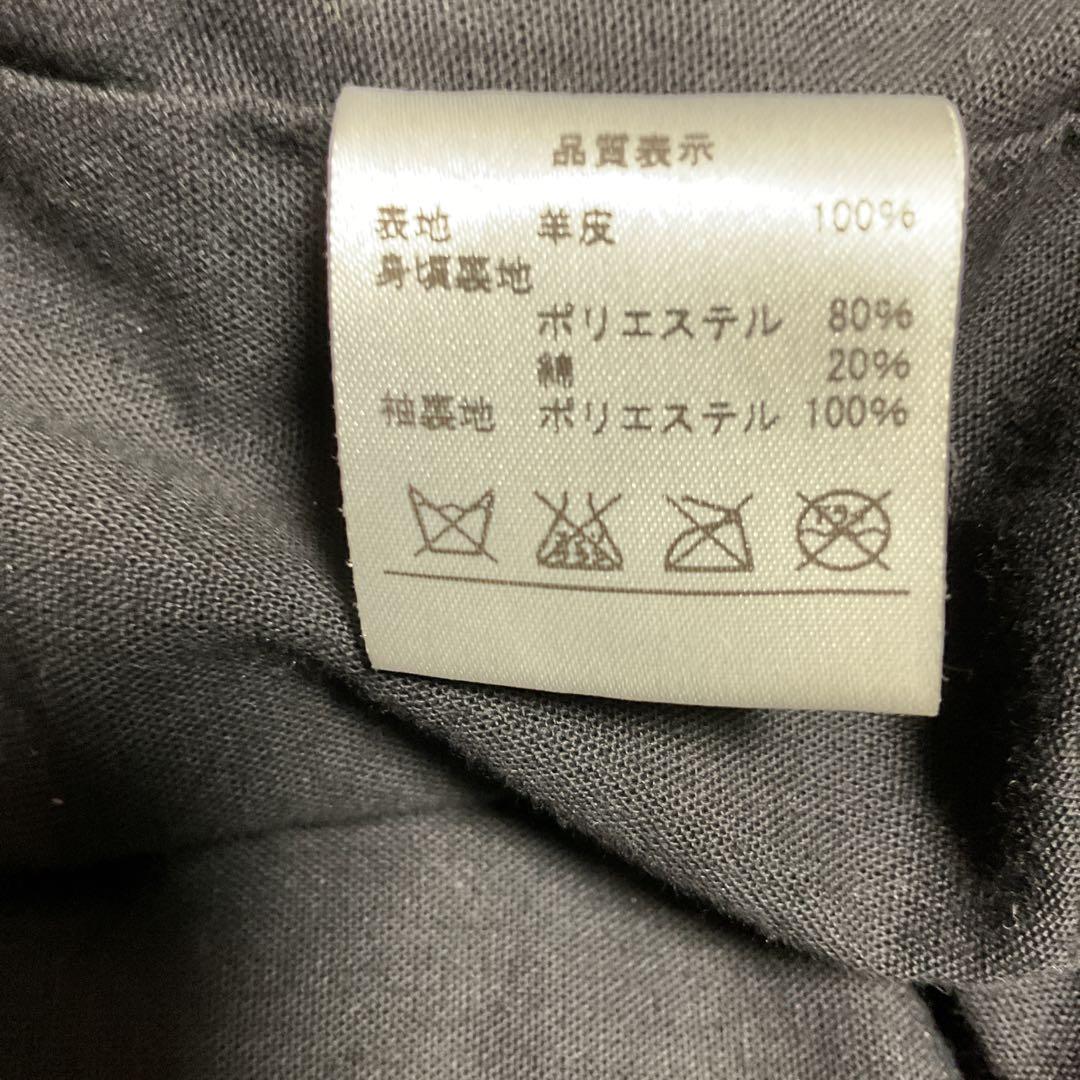 品質表示
表地 羊皮 100%
身頃裏地
ポリエステル 80%
綿 20%
袖裏地 ポリエステル 100%